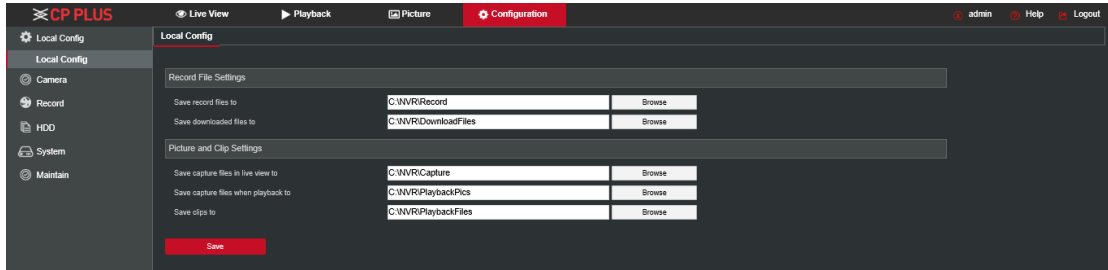 CP PLUS Live View Playback Picture Configuration admin Help Logout
Local Config Local Config
Local Config
Camera Record File Settings
Record Save record files to C:\NVR\Record Browse
HDD Save downloaded files to C:\NVR\DownloadFiles Browse
System Picture and Clip Settings
Maintain Save capture files in live view to C:\NVR\Capture Browse
Save capture files when playback to C:\NVR\PlaybackPics Browse
Save clips to C:\NVR\PlaybackFiles Browse
Save